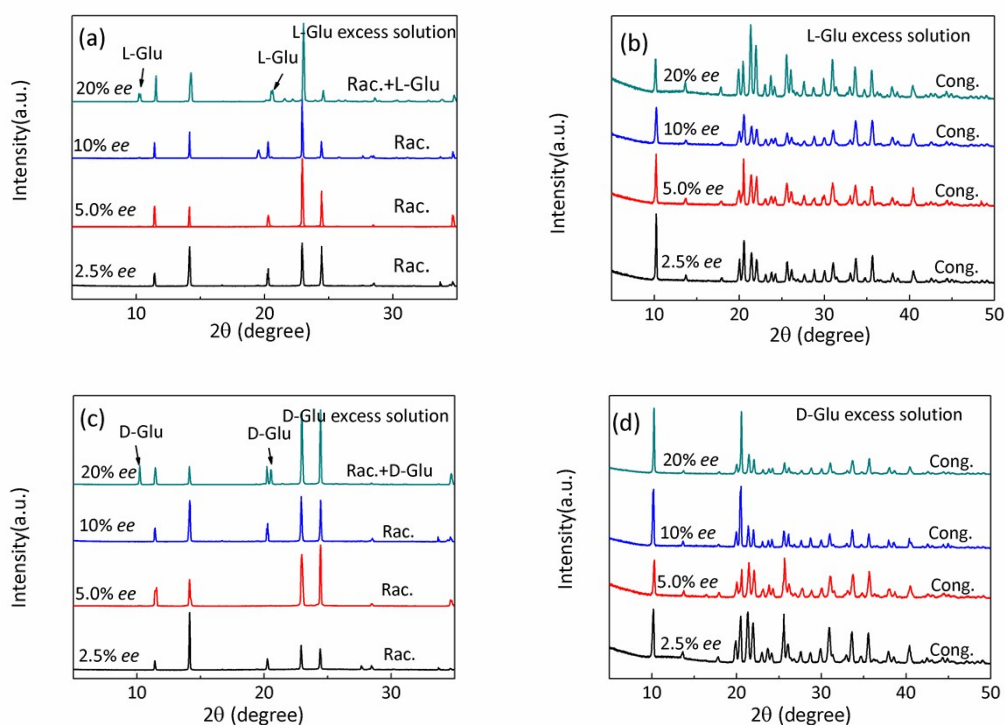 (a)
L-Glu excess solution
L-Glu
L-Glu
20% ee
Rac.+L-Glu
10% ee
Rac.
5.0% ee
Rac.
2.5% ee
Rac.
Intensity(a.u.)
10 20 30
2θ (degree)
(b)
L-Glu excess solution
20% ee
Cong.
10% ee
Cong.
5.0% ee
Cong.
2.5% ee
Cong.
Intensity(a.u.)
10 20 30 40 50
2θ (degree)
(c)
D-Glu excess solution
D-Glu
D-Glu
20% ee
Rac.+D-Glu
10% ee
Rac.
5.0% ee
Rac.
2.5% ee
Rac.
Intensity(a.u.)
10 20 30
2θ (degree)
(d)
D-Glu excess solution
20% ee
Cong.
10% ee
Cong.
5.0% ee
Cong.
2.5% ee
Cong.
Intensity(a.u.)
10 20 30 40 50
2θ (degree)